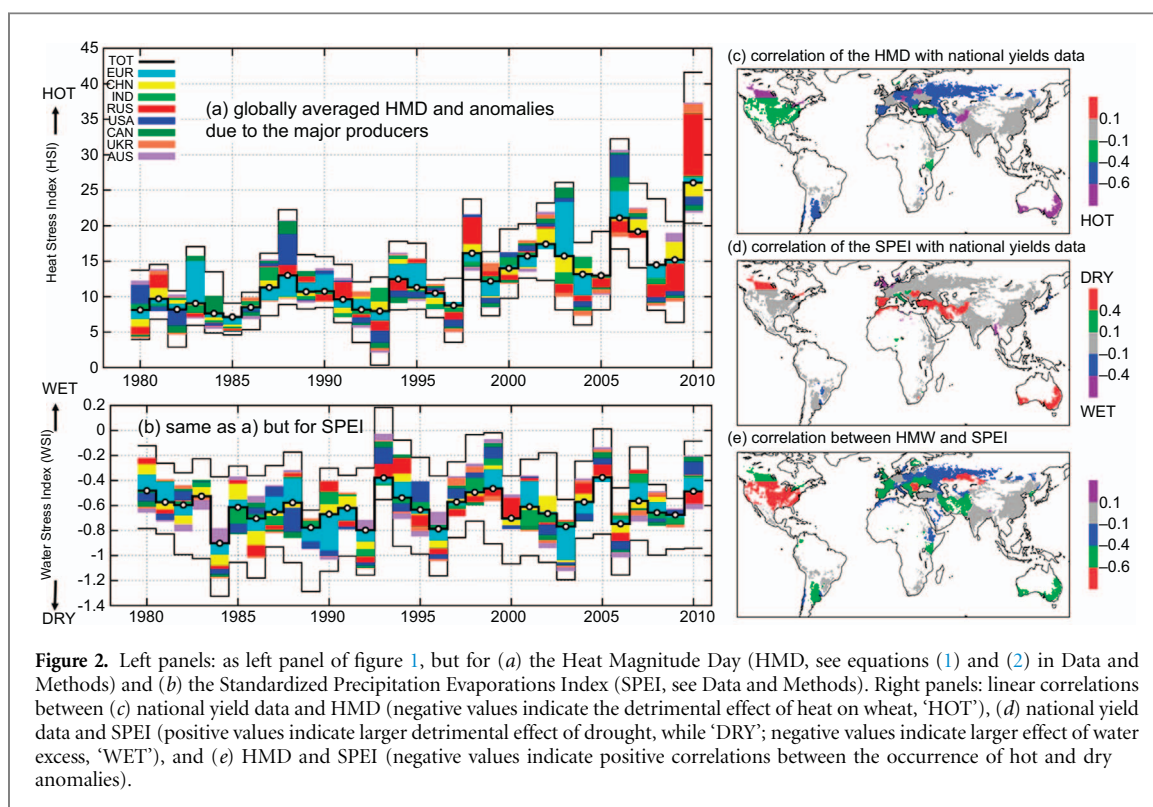 45
40
35
30
25
20
15
10
5
0
HOT
Heat Stress Index (HSI)
WET
TOT
EUR
CHN
IND
RUS
USA
CAN
UKR
AUS
(a) globally averaged HMD and anomalies
due to the major producers
1980 1985 1990 1995 2000 2005 2010
0.2
0
-0.2
-0.4
-0.6
-0.8
-1
-1.2
-1.4
Water Stress Index (WSI)
DRY
(b) same as a) but for SPEI
1980 1985 1990 1995 2000 2005 2010
(c) correlation of the HMD with national yields data
0.1
−0.1
−0.4
−0.6
HOT
(d) correlation of the SPEI with national yields data
DRY
0.4
0.1
−0.1
−0.4
WET
(e) correlation between HMW and SPEI
0.1
−0.1
−0.4
−0.6
Figure 2. Left panels: as left panel of figure 1, but for (a) the Heat Magnitude Day (HMD, see equations (1) and (2) in Data and
Methods) and (b) the Standardized Precipitation Evaporations Index (SPEI, see Data and Methods). Right panels: linear correlations
between (c) national yield data and HMD (negative values indicate the detrimental effect of heat on wheat, ‘HOT’), (d) national yield
data and SPEI (positive values indicate larger detrimental effect of drought, while ‘DRY’; negative values indicate larger effect of water
excess, ‘WET’), and (e) HMD and SPEI (negative values indicate positive correlations between the occurrence of hot and dry
anomalies).